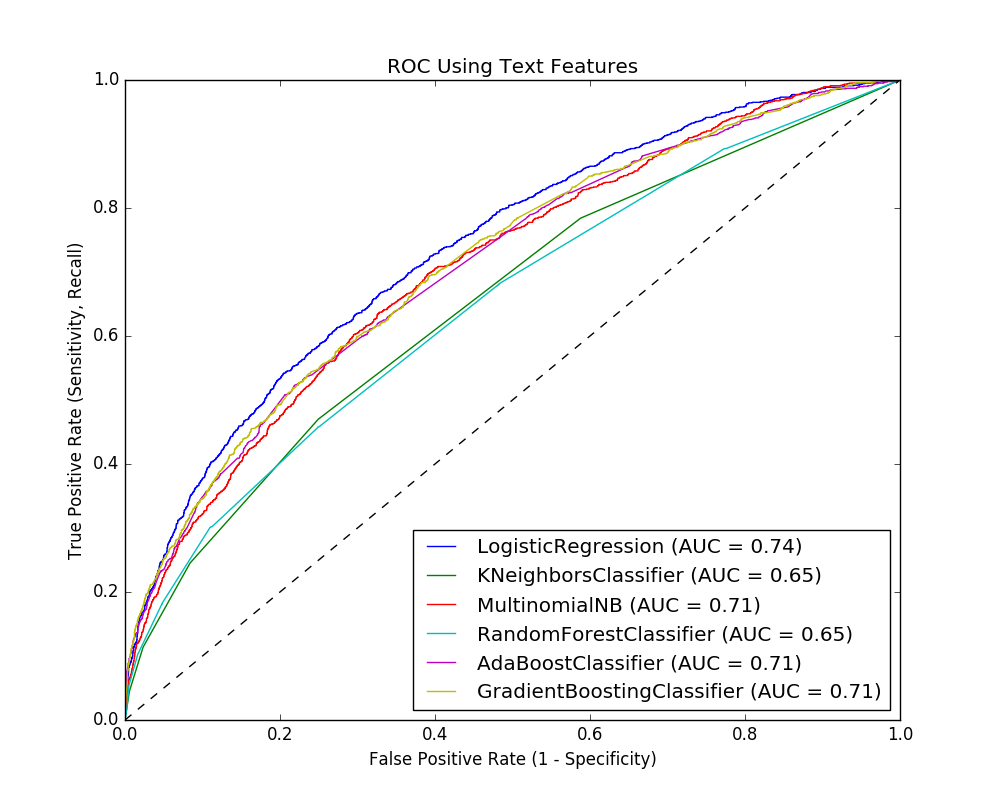 ROC Using Text Features
1.0
0.8
0.6
0.4
0.2
0.0
True Positive Rate (Sensitivity, Recall)
LogisticRegression (AUC = 0.74)
KNeighborsClassifier (AUC = 0.65)
MultinomialNB (AUC = 0.71)
RandomForestClassifier (AUC = 0.65)
AdaBoostClassifier (AUC = 0.71)
GradientBoostingClassifier (AUC = 0.71)
0.0 0.2 0.4 0.6 0.8 1.0
False Positive Rate (1 - Specificity)